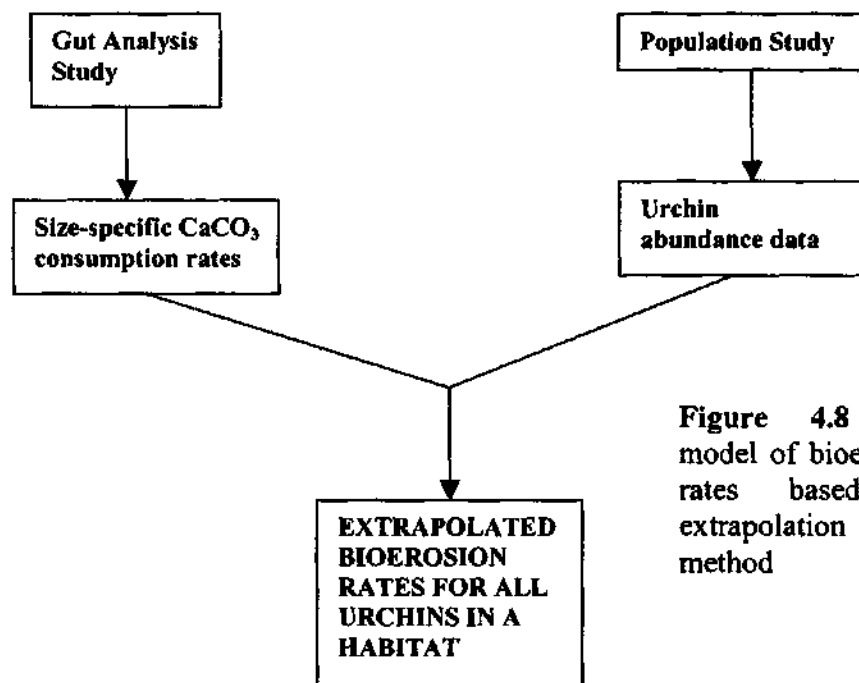 Gut Analysis
Study
Population Study
Size-specific CaCO₃
consumption rates
Urchin
abundance data
EXTRAPOLATED
BIOEROSION
RATES FOR ALL
URCHINS IN A
HABITAT
Figure 4.8
model of
rates based
extrapolation
method